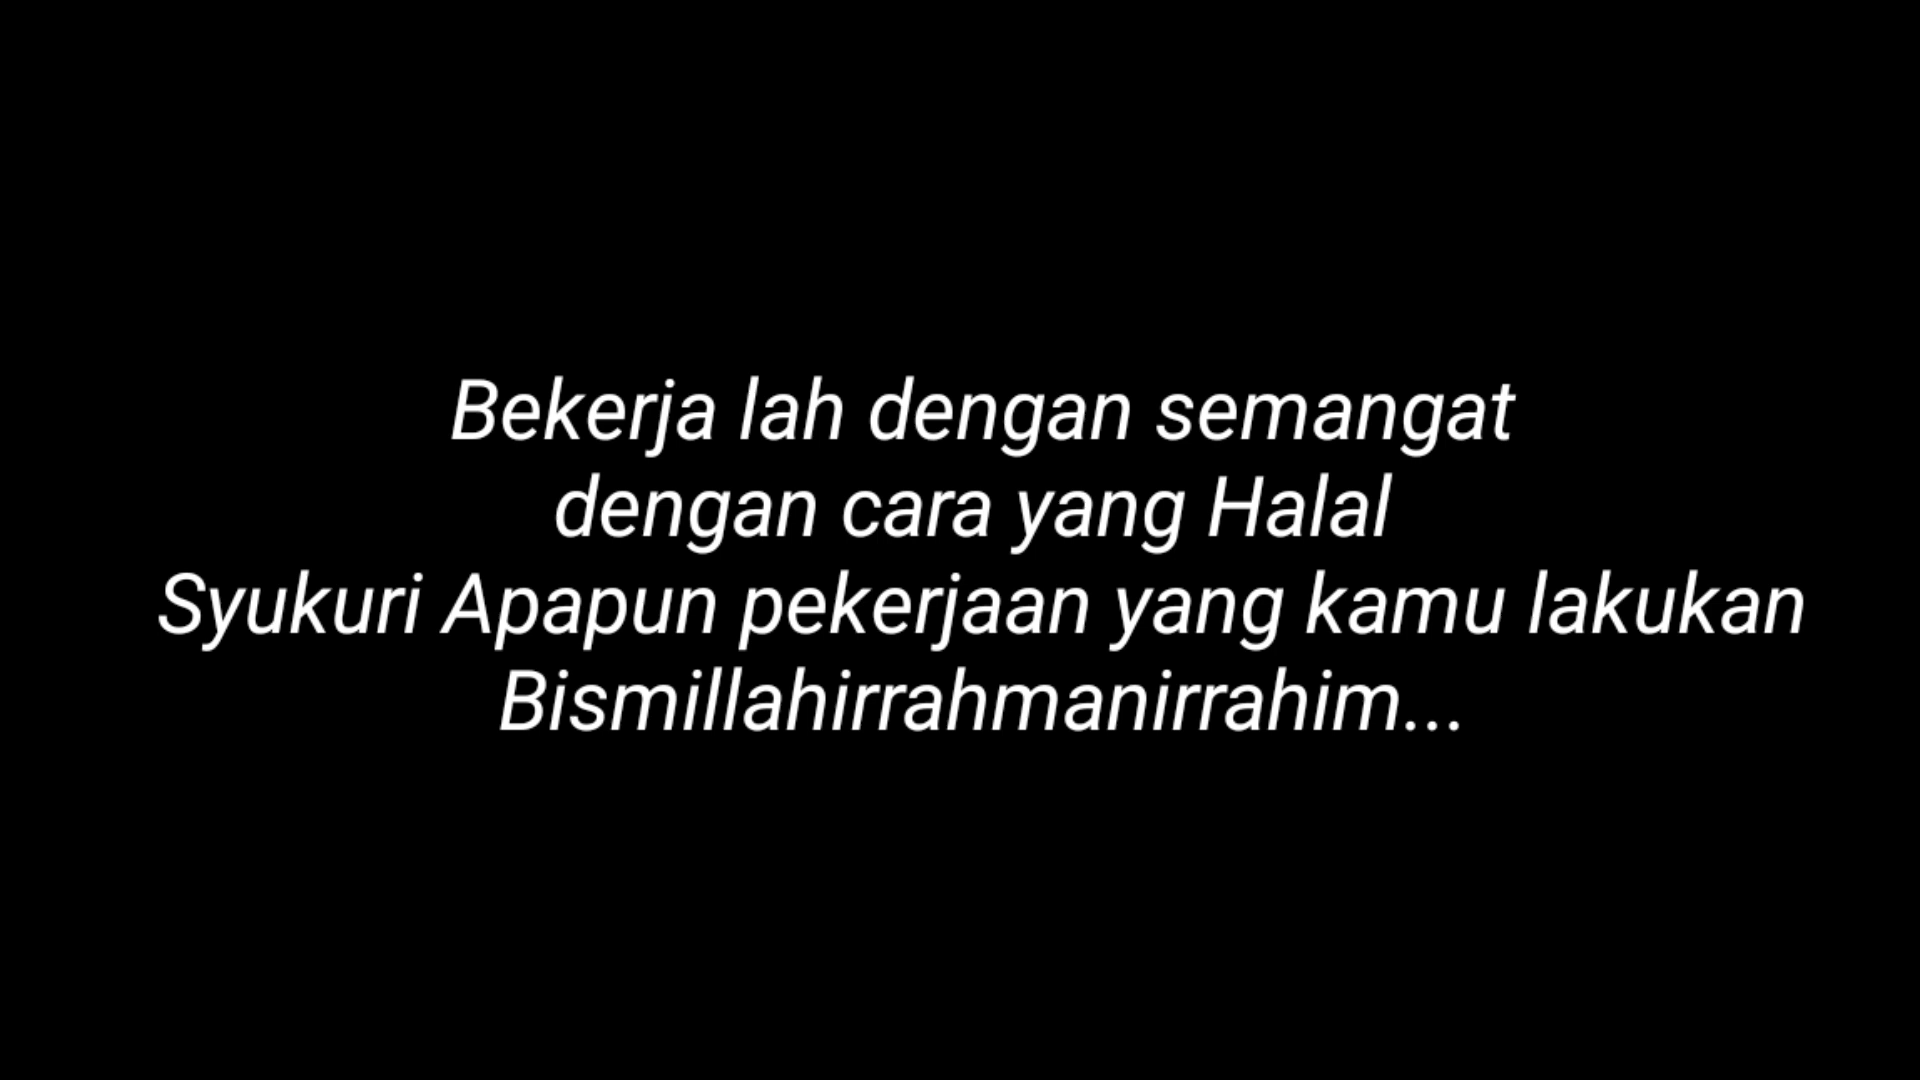 Bekerja lah dengan semangat
dengan cara yang Halal
Syukuri Apapun pekerjaan yang kamu lakukan
Bismillahirrahmanirrahim...